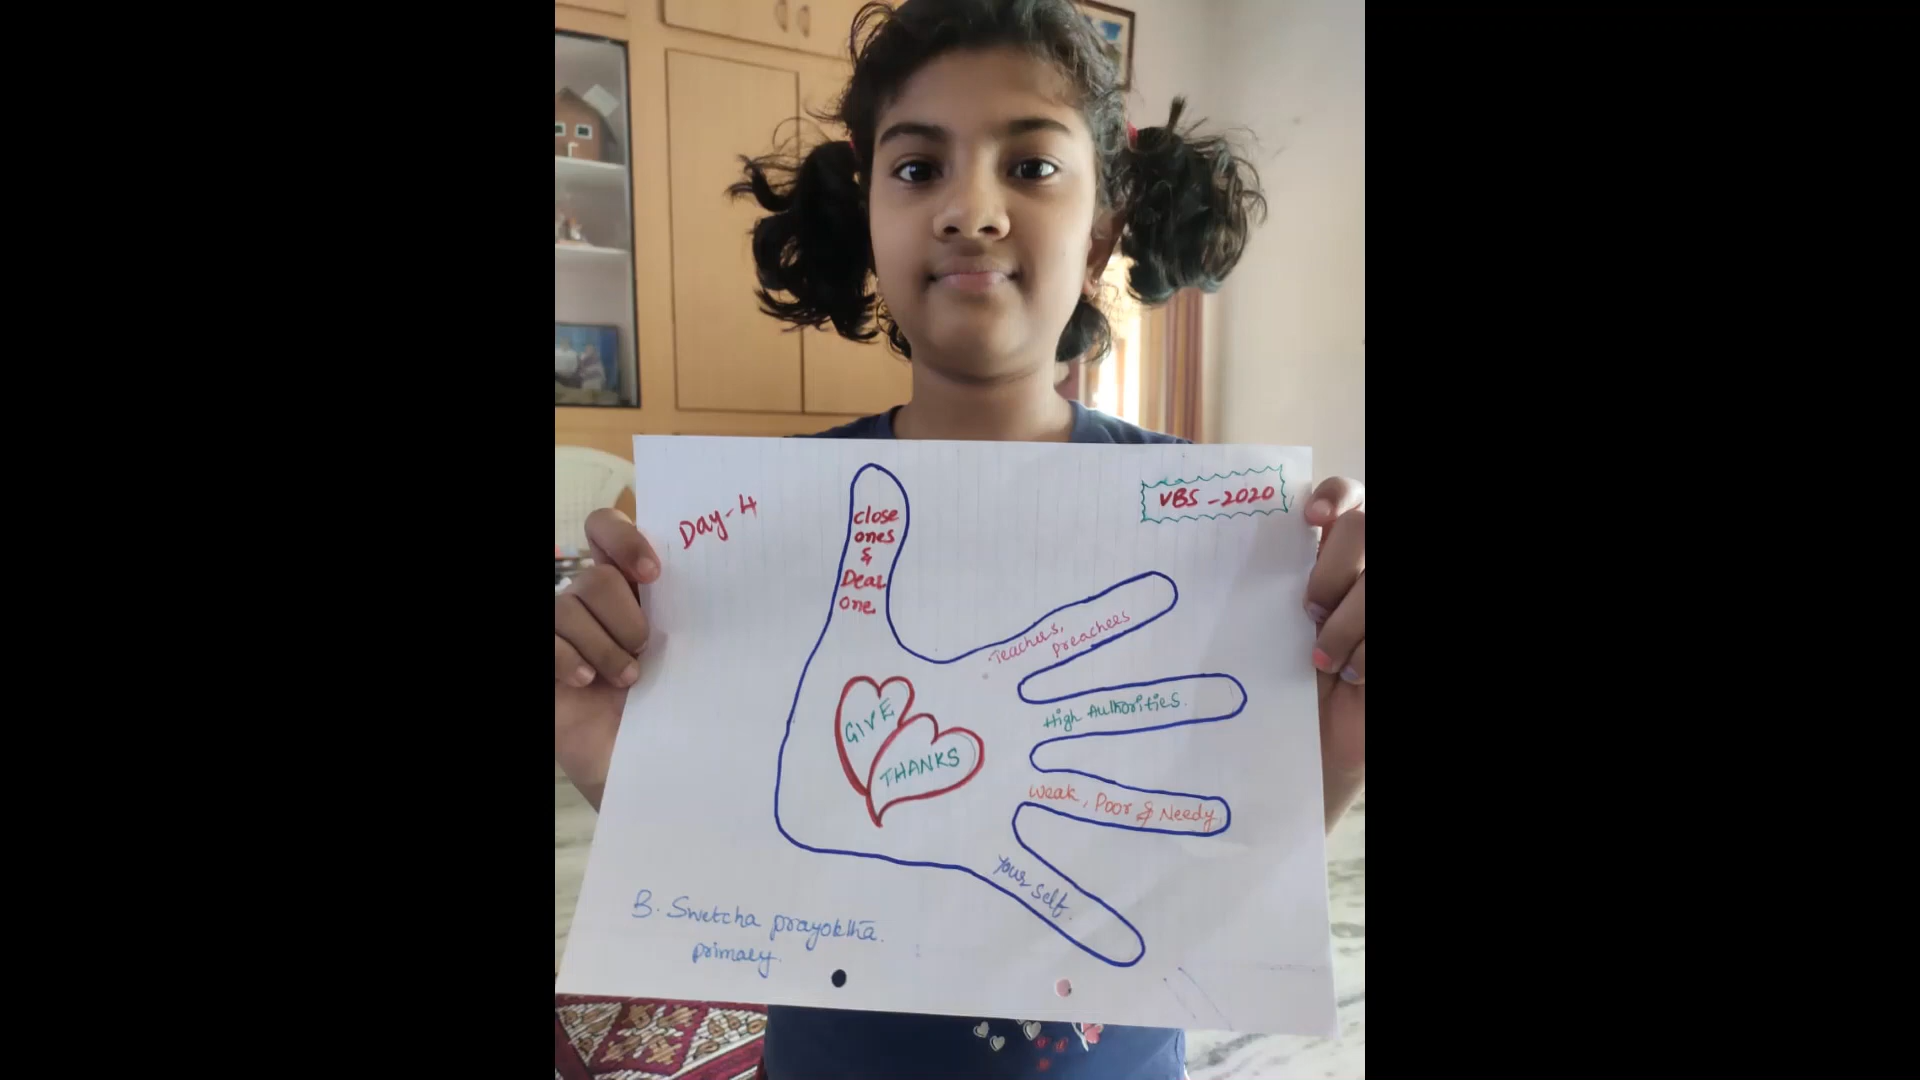 Day-4
VBS-2020
close
ones
&
Dear
one
Teachers,
Preachers
High Authorities.
Weak, Poor & Needy,
Your self.
GIVE
THANKS
B. Swetcha prayoktha.
primary.